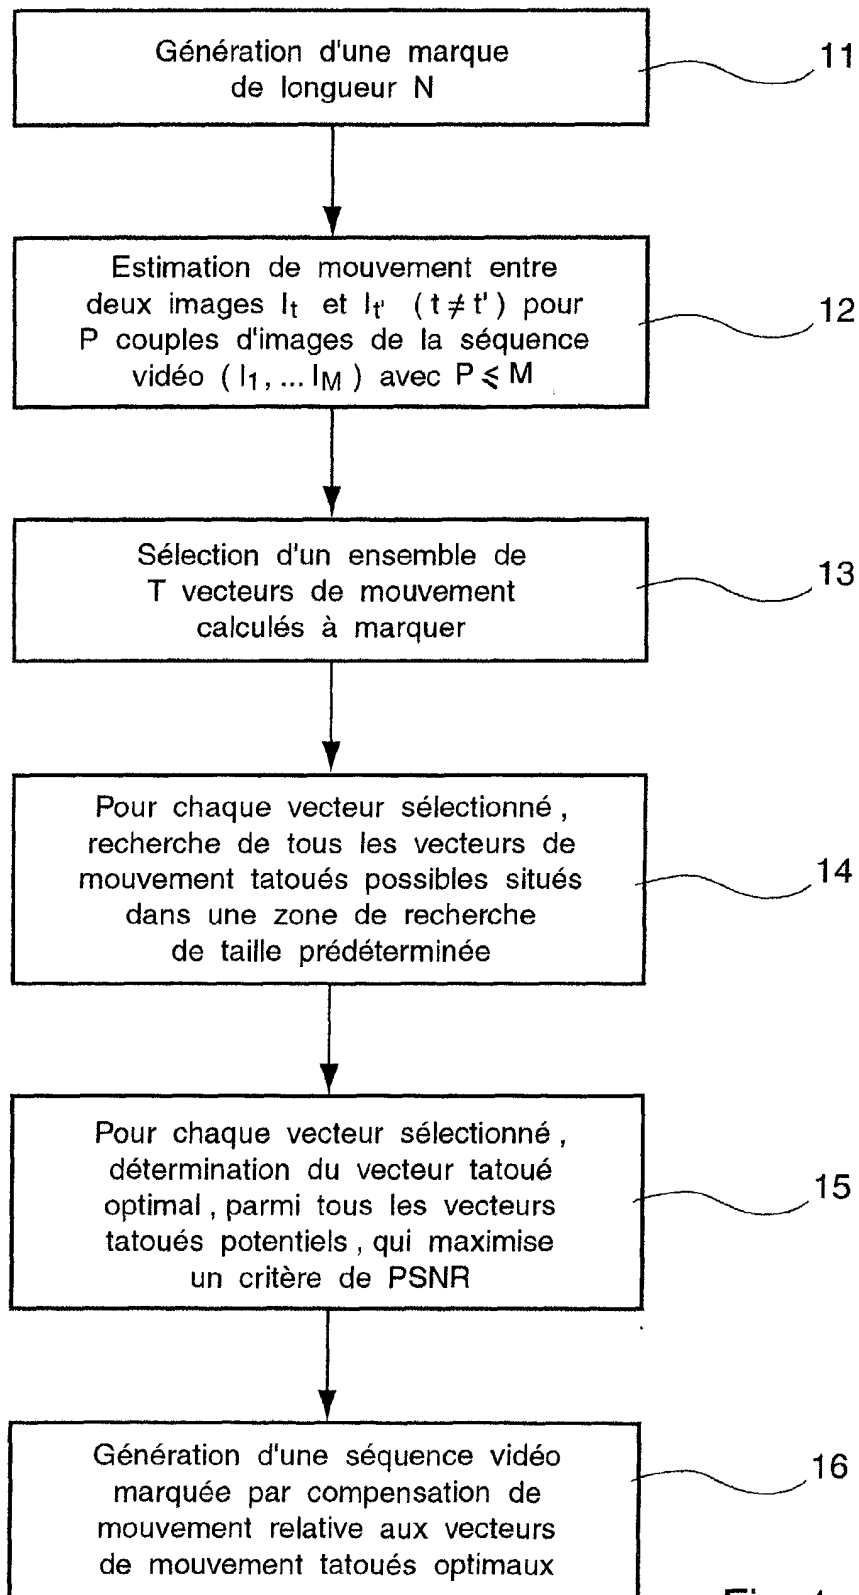 Génération d'une marque
de longueur N
11
Estimation de mouvement entre
deux images It et It' (t ≠ t') pour
P couples d'images de la séquence
vidéo (I1, ... IM) avec P ⩽ M
12
Sélection d'un ensemble de
T vecteurs de mouvement
calculés à marquer
13
Pour chaque vecteur sélectionné,
recherche de tous les vecteurs de
mouvement tatoués possibles situés
dans une zone de recherche
de taille prédéterminée
14
Pour chaque vecteur sélectionné,
détermination du vecteur tatoué
optimal, parmi tous les vecteurs
tatoués potentiels, qui maximise
un critère de PSNR
15
Génération d'une séquence vidéo
marquée par compensation de
mouvement relative aux vecteurs
de mouvement tatoués optimaux
16